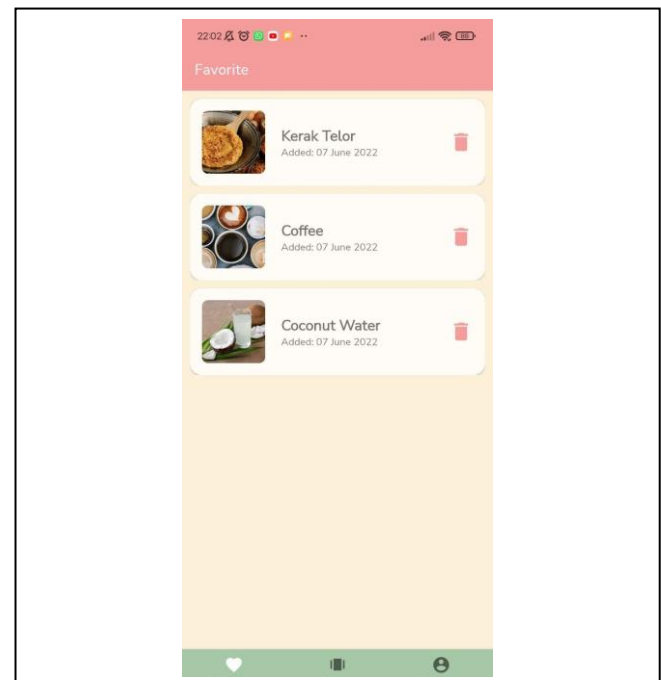 22:02
Favorite
Kerak Telor
Added: 07 June 2022
Coffee
Added: 07 June 2022
Coconut Water
Added: 07 June 2022